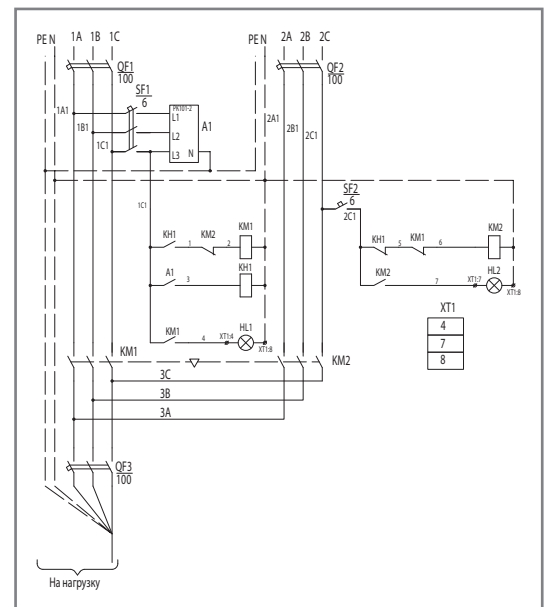 PE N 1A 1B 1C
PE N 2A 2B 2C
QF1
100
QF2
100
SF1
6
РК101-2
L1
L2
L3 N
A1
1A1
1B1
1C1
2A1
2B1
2C1
SF2
6
2C1
1C1
KH1 1 KM2 2 KM1
A1 3 KH1
KM1 4 XT1:4 HL1 XT1:8
KH1 5 KM1 6 KM2
KM2 7 XT1:7 HL2 XT1:8
XT1
4
7
8
KM1
KM2
3C
3B
3A
QF3
100
На нагрузку